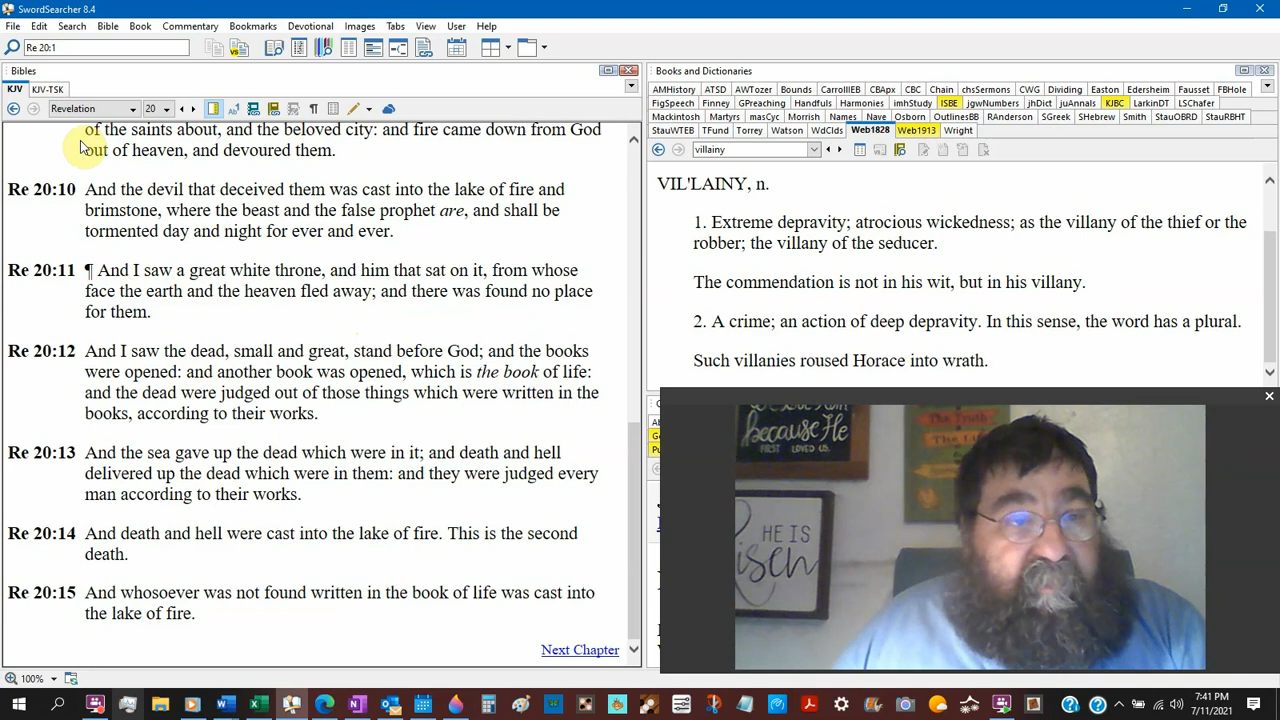 SwordSearcher 8.4
File Edit Search Bible Book Commentary Bookmarks Devotional Images Tabs View User Help
Re 20:1
Bibles
KJV KJV-TSK
Revelation 20
of the saints about, and the beloved city: and fire came down from God
out of heaven, and devoured them.
Re 20:10 And the devil that deceived them was cast into the lake of fire and
brimstone, where the beast and the false prophet are, and shall be
tormented day and night for ever and ever.
Re 20:11 ¶ And I saw a great white throne, and him that sat on it, from whose
face the earth and the heaven fled away; and there was found no place
for them.
Re 20:12 And I saw the dead, small and great, stand before God; and the books
were opened: and another book was opened, which is the book of life:
and the dead were judged out of those things which were written in the
books, according to their works.
Re 20:13 And the sea gave up the dead which were in it; and death and hell
delivered up the dead which were in them: and they were judged every
man according to their works.
Re 20:14 And death and hell were cast into the lake of fire. This is the second
death.
Re 20:15 And whosoever was not found written in the book of life was cast into
the lake of fire.
Next Chapter
100%
Books and Dictionaries
AMHistory ATSD AWTozer Bounds CarrollEB CBApx CBC Chain chrsSermons Dividing Easton Edersheim Fausset FBHole
FigSpeech Finney GPreaching Handfuls Harmonies imhStudy ISBE jgwNumbers jhDict juAnnals KJBC LarkinDT LSChafer
Mackintosh Martyrs masCyc Morrish Names Nave Osborn OutlinesBB RAnderson SGreek SHebrew Smith StauOBRD StauRBHT
StauWTEB TFund Torrey Watson WdClds Web1828 Web1913 Wright
villainy
VIL'LAINY, n.
1. Extreme depravity; atrocious wickedness; as the villany of the thief or the
robber; the villany of the seducer.
The commendation is not in his wit, but in his villany.
2. A crime; an action of deep depravity. In this sense, the word has a plural.
Such villanies roused Horace into wrath.
because He
FIRST LOVED US.
The Truth
The Life
HE IS
Risen
7:41 PM
7/11/2021